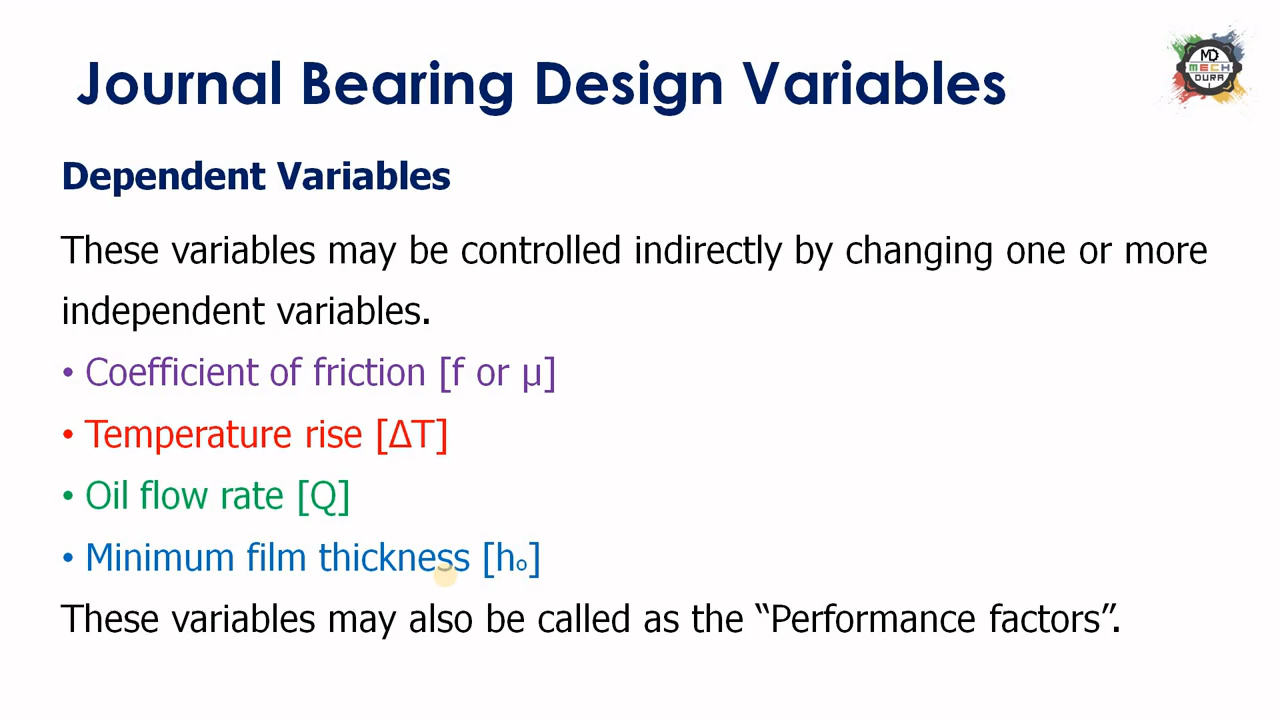 Journal Bearing Design Variables
MD
MECH
DURA
Dependent Variables
These variables may be controlled indirectly by changing one or more
independent variables.
• Coefficient of friction [f or μ]
• Temperature rise [ΔT]
• Oil flow rate [Q]
• Minimum film thickness [hₒ]
These variables may also be called as the “Performance factors”.